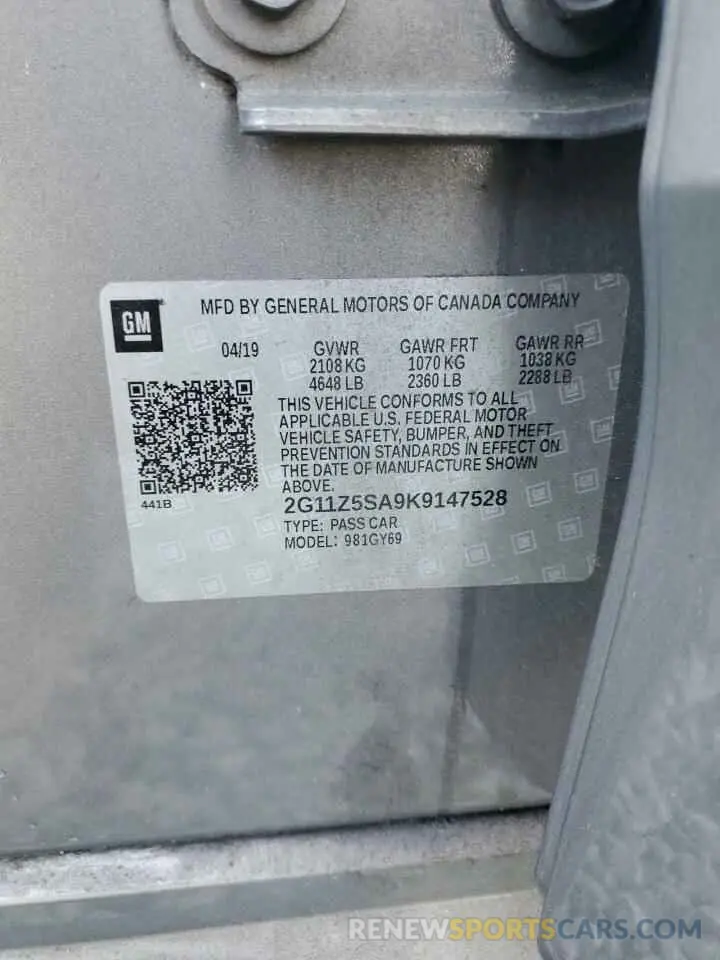 GM
MFD BY GENERAL MOTORS OF CANADA COMPANY
04/19 GVWR GAWR FRT GAWR RR
2108 KG 1070 KG 1038 KG
4648 LB 2360 LB 2288 LB
THIS VEHICLE CONFORMS TO ALL
APPLICABLE U.S. FEDERAL MOTOR
VEHICLE SAFETY, BUMPER, AND THEFT
PREVENTION STANDARDS IN EFFECT ON
THE DATE OF MANUFACTURE SHOWN
ABOVE.
441B
2G11Z5SA9K9147528
TYPE: PASS CAR
MODEL: 981GY69
RENEWSPORTSCARS.COM